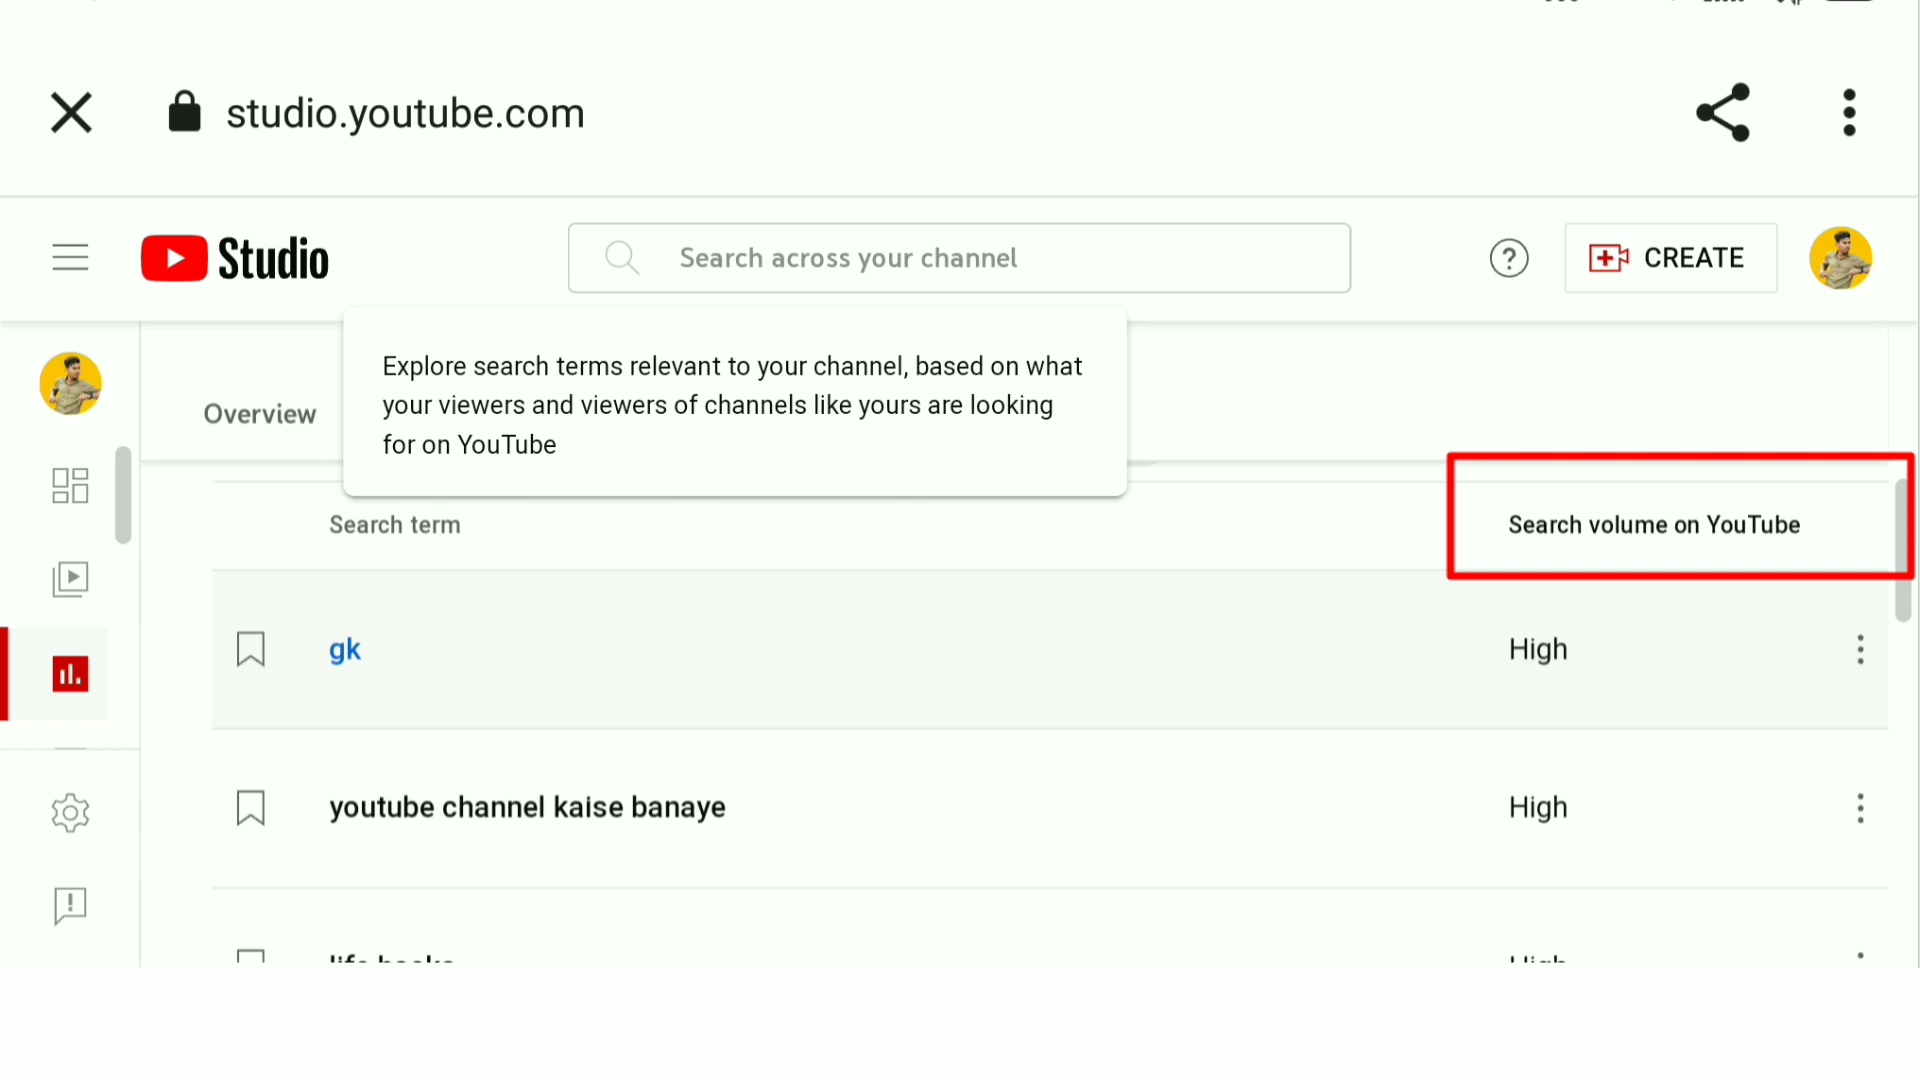 studio.youtube.com
Studio
Search across your channel
?
CREATE
Explore search terms relevant to your channel, based on what
your viewers and viewers of channels like yours are looking
for on YouTube
Overview
Search term
Search volume on YouTube
gk
High
youtube channel kaise banaye
High
High